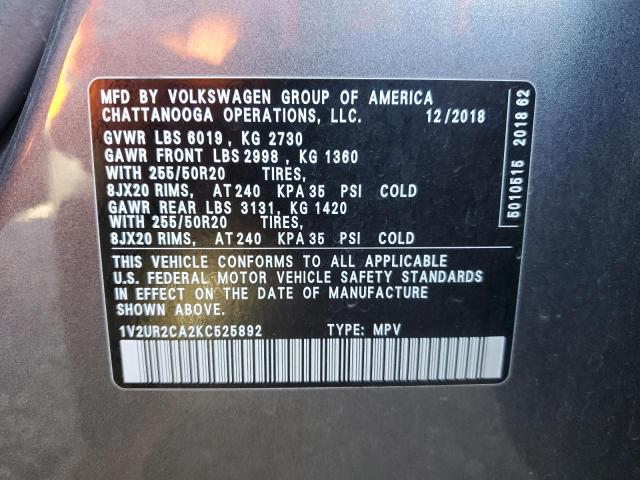 MFD BY VOLKSWAGEN GROUP OF AMERICA
CHATTANOOGA OPERATIONS, LLC. 12/2018
GVWR LBS 6019 , KG 2730
GAWR FRONT LBS 2998 , KG 1360
WITH 255/50R20 TIRES,
8JX20 RIMS, AT 240 KPA 35 PSI COLD
GAWR REAR LBS 3131, KG 1420
WITH 255/50R20 TIRES,
8JX20 RIMS, AT 240 KPA 35 PSI COLD
THIS VEHICLE CONFORMS TO ALL APPLICABLE
U.S. FEDERAL MOTOR VEHICLE SAFETY STANDARDS
IN EFFECT ON THE DATE OF MANUFACTURE
SHOWN ABOVE.
1V2UR2CA2KC525892 TYPE: MPV
5010515 2018 62